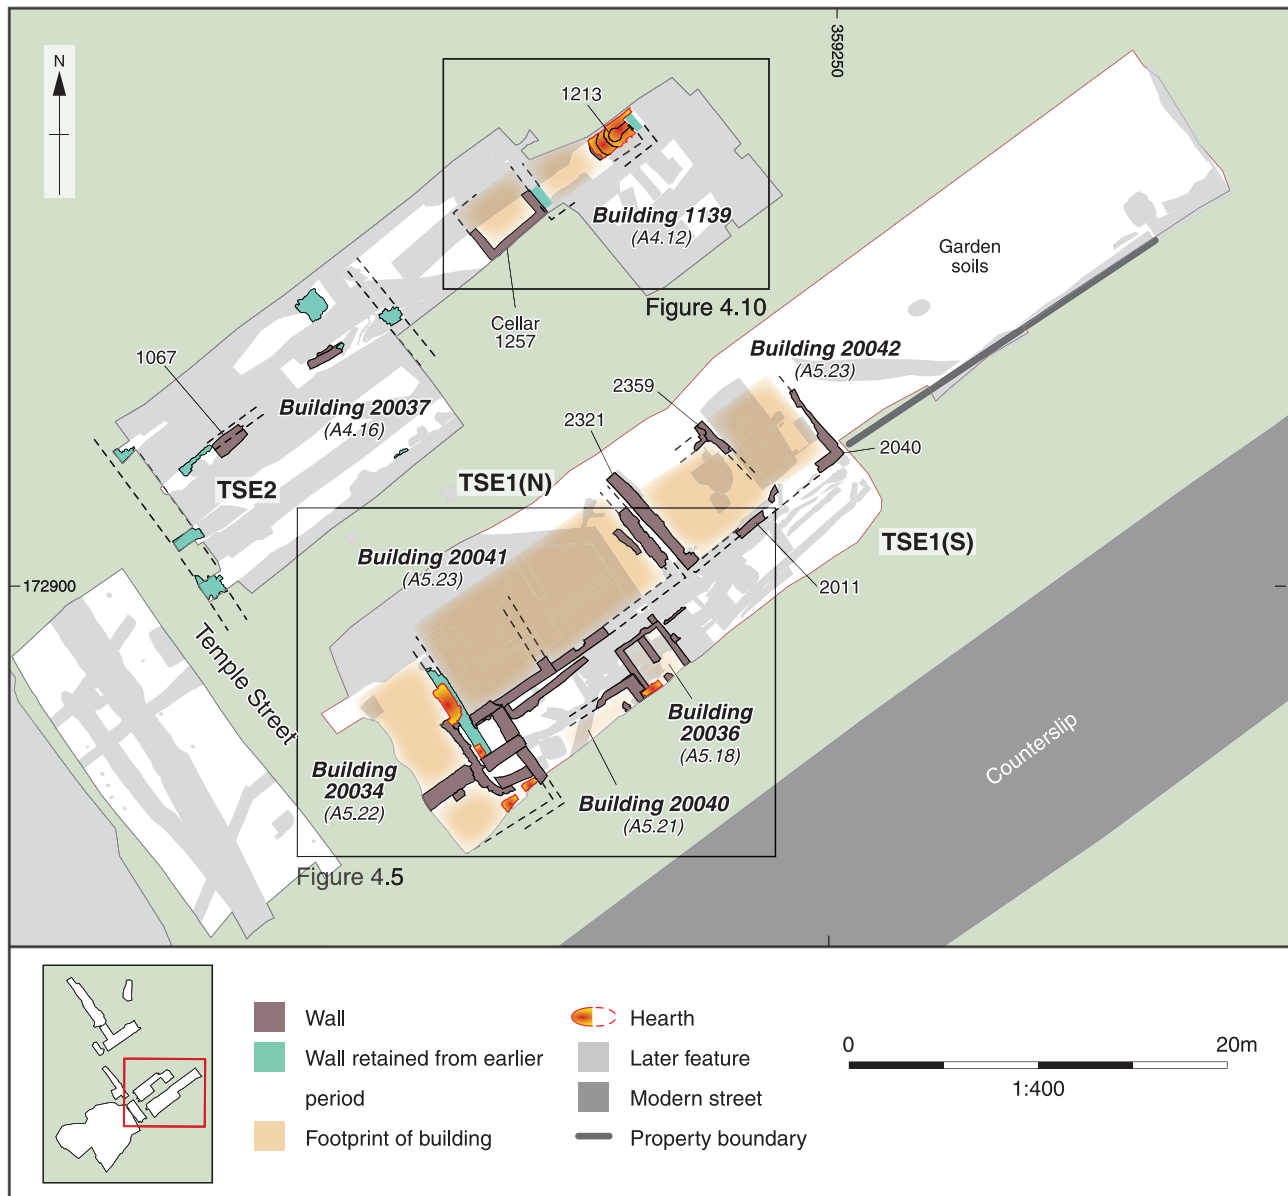 N
359250
1213
Building 1139
(A4.12)
Garden
soils
Figure 4.10
Cellar
1257
1067
Building 20042
(A5.23)
2359
Building 20037
(A4.16)
2321
2040
TSE1(N)
TSE2
TSE1(S)
Building 20041
(A5.23)
172900
2011
Temple Street
Building
20036
(A5.18)
Counterslip
Building
20034
(A5.22)
Building 20040
(A5.21)
Figure 4.5
Wall
Wall retained from earlier
period
Footprint of building
Hearth
Later feature
Modern street
Property boundary
0 20m
1:400